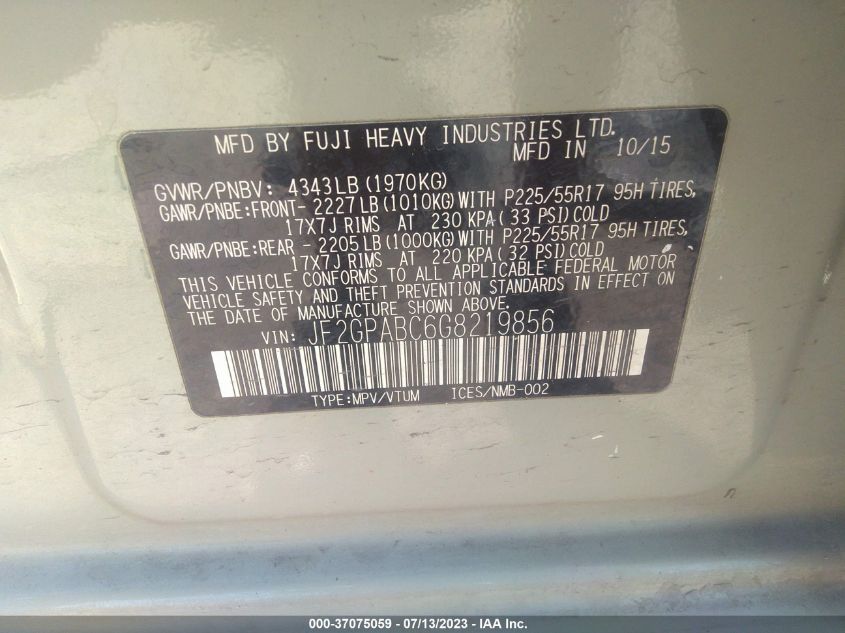 MFD BY FUJI HEAVY INDUSTRIES LTD.
MFD IN 10/15
GVWR/PNBV: 4343LB(1970KG)
GAWR/PNBE:FRONT- 2227LB(1010KG)WITH P225/55R17 95H TIRES,
17X7J RIMS AT 230 KPA(33 PSI)COLD
GAWR/PNBE:REAR - 2205LB(1000KG)WITH P225/55R17 95H TIRES,
17X7J RIMS AT 220 KPA(32 PSI)COLD
THIS VEHICLE CONFORMS TO ALL APPLICABLE FEDERAL MOTOR
VEHICLE SAFETY AND THEFT PREVENTION STANDARDS IN EFFECT ON
THE DATE OF MANUFACTURE SHOWN ABOVE.
VIN: JF2GPABC6G8219856
TYPE:MPV/VTUM ICES/NMB-002
000-37075059 - 07/13/2023 - IAA Inc.